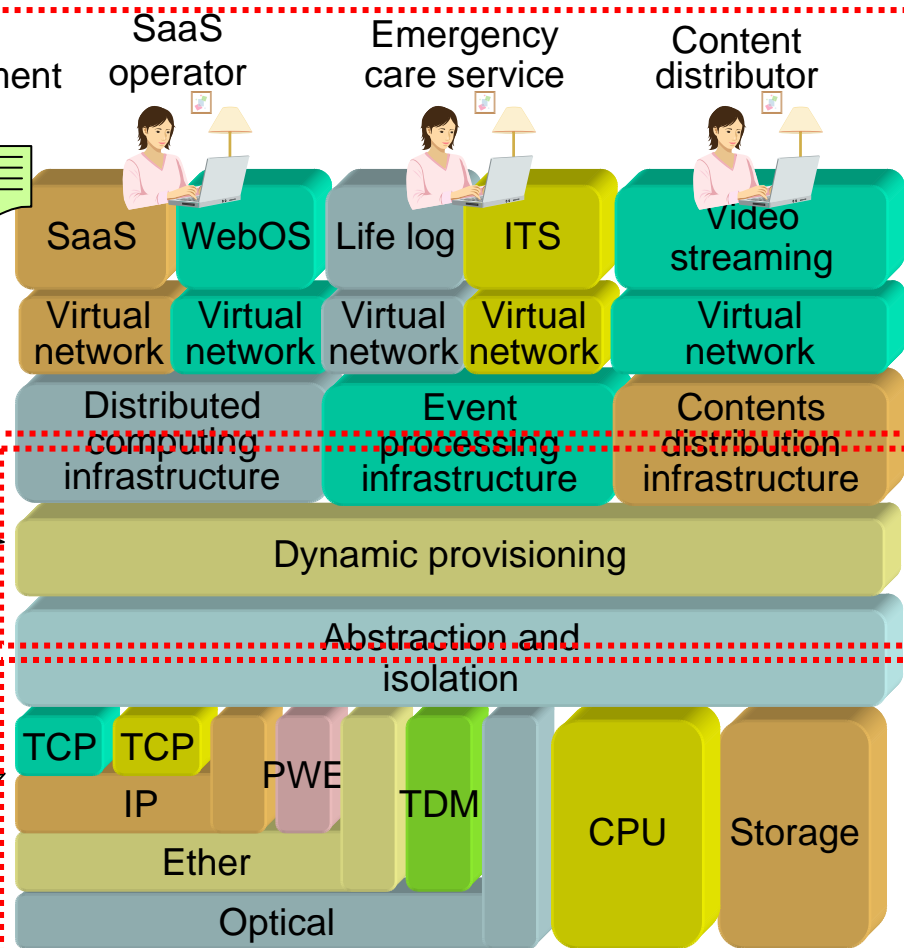 SaaS
operator
Emergency
care service
Content
distributor
SaaS
WebOS
Life log
ITS
Video
streaming
Virtual
network
Virtual
network
Virtual
network
Virtual
network
Virtual
network
Distributed
computing
infrastructure
Event
processing
infrastructure
Contents
distribution
infrastructure
Dynamic provisioning
Abstraction and
isolation
TCP
TCP
PWE
IP
TDM
CPU
Storage
Ether
Optical